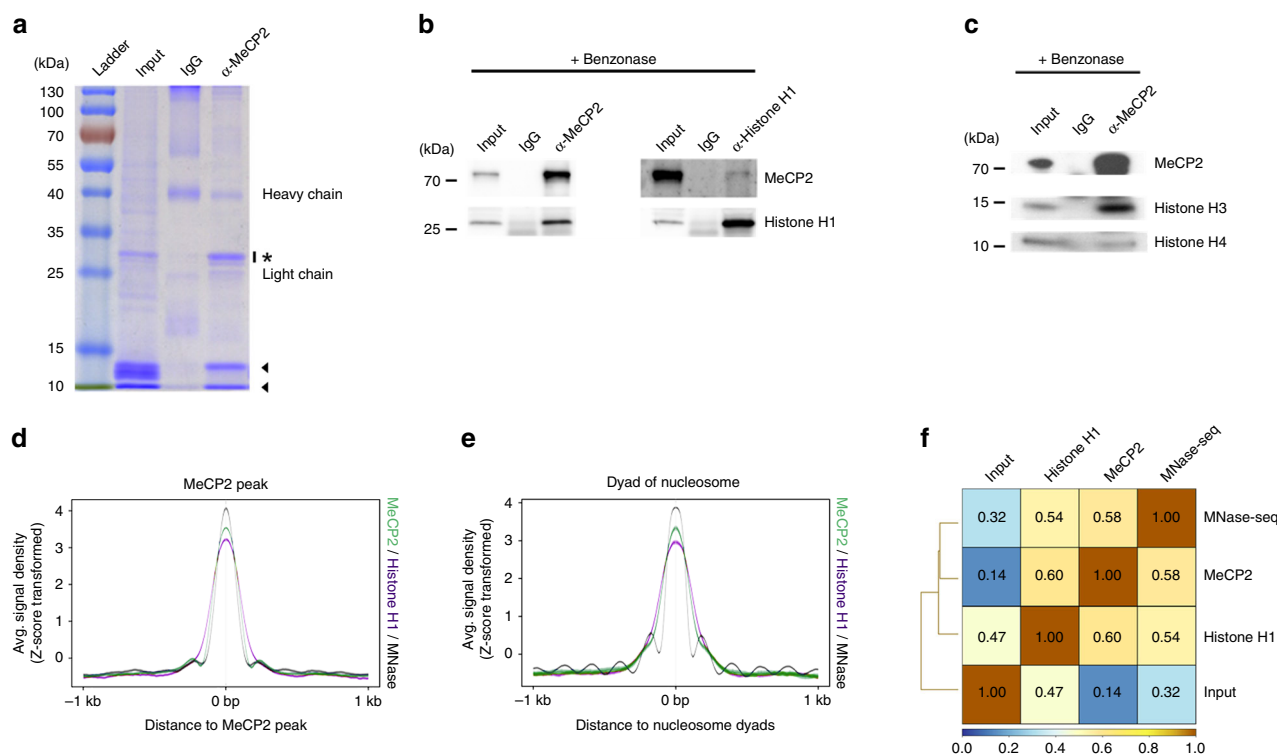 a
(kDa)
Ladder
Input
IgG
α-MeCP2
130
100
70
55
40
35
25
15
10
Heavy chain
*
Light chain
b
+ Benzonase
(kDa)
Input
IgG
α-MeCP2
Input
IgG
α-Histone H1
70
MeCP2
25
Histone H1
c
+ Benzonase
(kDa)
Input
IgG
α-MeCP2
70
MeCP2
15
Histone H3
10
Histone H4
d
MeCP2 peak
Avg. signal density
(Z-score transformed)
4
3
2
1
0
−1 kb
0 bp
1 kb
Distance to MeCP2 peak
MeCP2 / Histone H1 / MNase
e
Dyad of nucleosome
Avg. signal density
(Z-score transformed)
4
3
2
1
0
−1 kb
0 bp
1 kb
Distance to nucleosome dyads
MeCP2 / Histone H1 / MNase
f
Input
Histone H1
MeCP2
MNase-seq
0.32 0.54 0.58 1.00 MNase-seq
0.14 0.60 1.00 0.58 MeCP2
0.47 1.00 0.60 0.54 Histone H1
1.00 0.47 0.14 0.32 Input
0.0 0.2 0.4 0.6 0.8 1.0